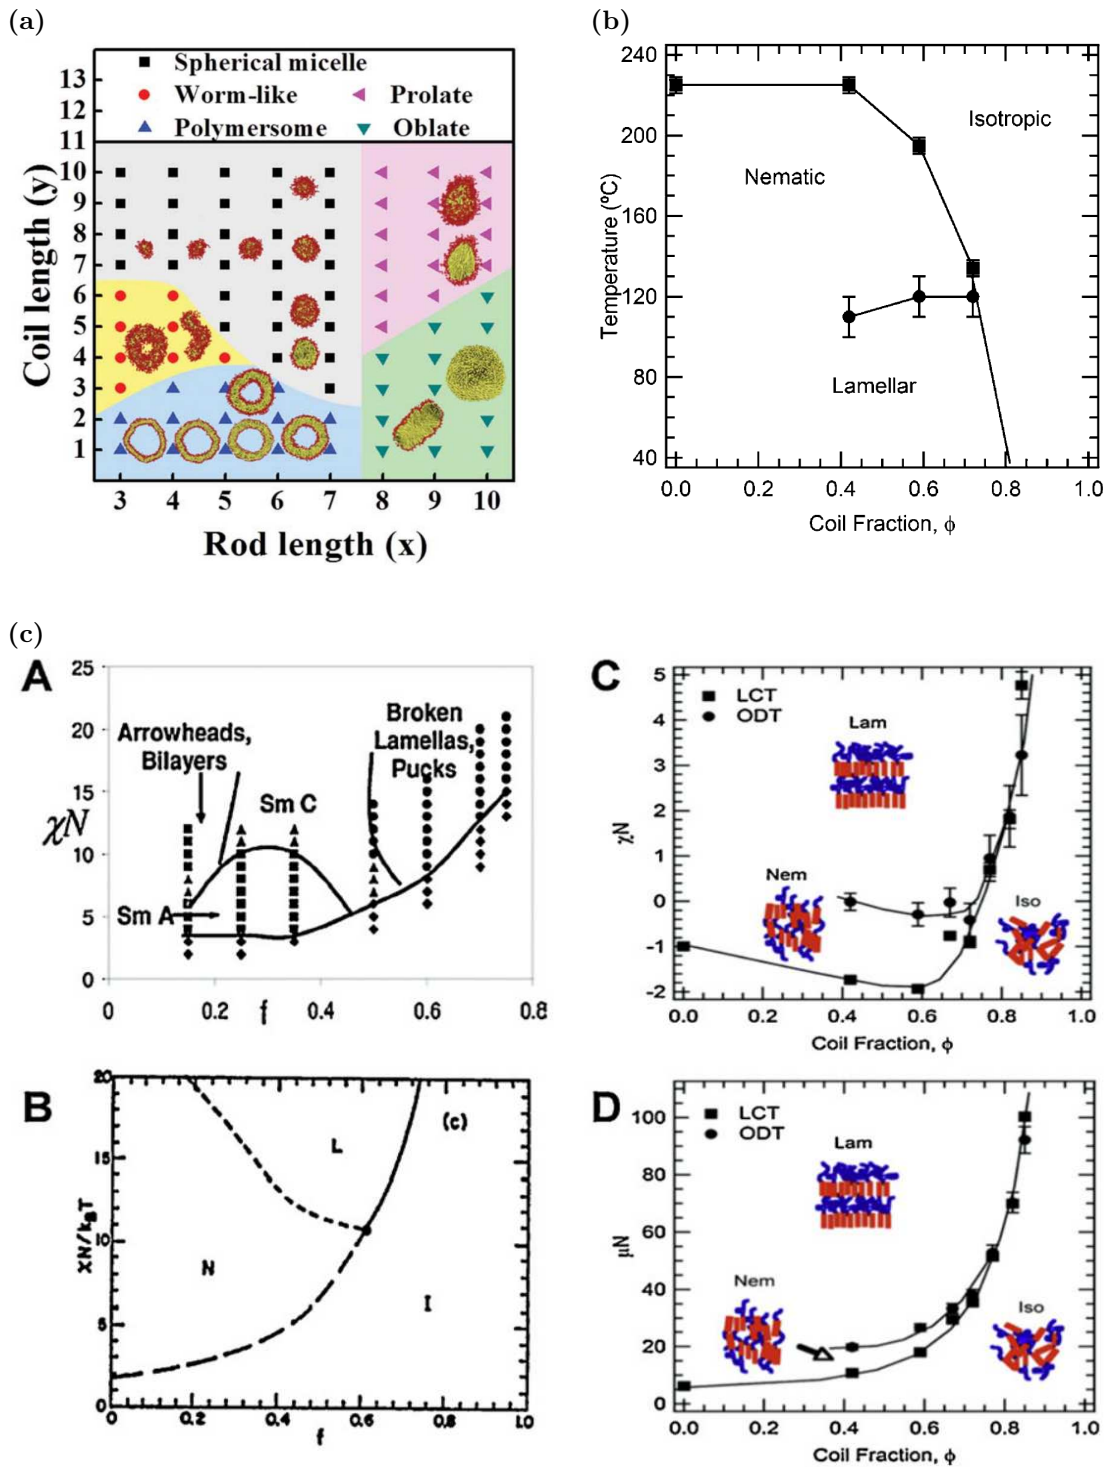 (a)
Spherical micelle
Worm-like
Prolate
Polymersome
Oblate
13
12
11
10
9
8
7
6
5
4
3
2
1
Coil length (y)
3 4 5 6 7 8 9 10
Rod length (x)
(b)
240
200
160
120
80
40
Temperature (ºC)
Isotropic
Nematic
Lamellar
0.0 0.2 0.4 0.6 0.8 1.0
Coil Fraction, ϕ
(c)
A
25
20
15
10
5
0
χN
Arrowheads,
Bilayers
Sm C
Broken
Lamellas,
Pucks
Sm A
0 0.2 0.4 0.6 0.8
f
C
LCT
ODT
5
4
3
2
1
0
-1
-2
χN
Lam
Nem
Iso
0.0 0.2 0.4 0.6 0.8 1.0
Coil Fraction, ϕ
B
20
15
10
5
0
χN/kBT
L
(c)
N
I
0 0.2 0.4 0.6 0.8 1.0
f
D
LCT
ODT
100
80
60
40
20
0
μN
Lam
Nem
Iso
0.0 0.2 0.4 0.6 0.8 1.0
Coil Fraction, ϕ